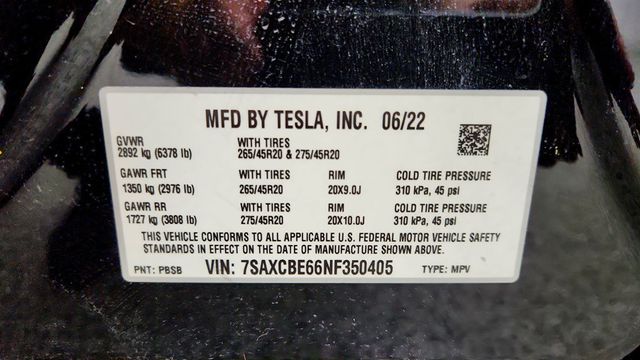 MFD BY TESLA, INC. 06/22
GVWR WITH TIRES
2892 kg (6378 lb) 265/45R20 & 275/45R20
GAWR FRT WITH TIRES RIM COLD TIRE PRESSURE
1350 kg (2976 lb) 265/45R20 20X9.0J 310 kPa, 45 psi
GAWR RR WITH TIRES RIM COLD TIRE PRESSURE
1727 kg (3808 lb) 275/45R20 20X10.0J 310 kPa, 45 psi
THIS VEHICLE CONFORMS TO ALL APPLICABLE U.S. FEDERAL MOTOR VEHICLE SAFETY
STANDARDS IN EFFECT ON THE DATE OF MANUFACTURE SHOWN ABOVE.
PNT: PBSB VIN: 7SAXCBE66NF350405 TYPE: MPV